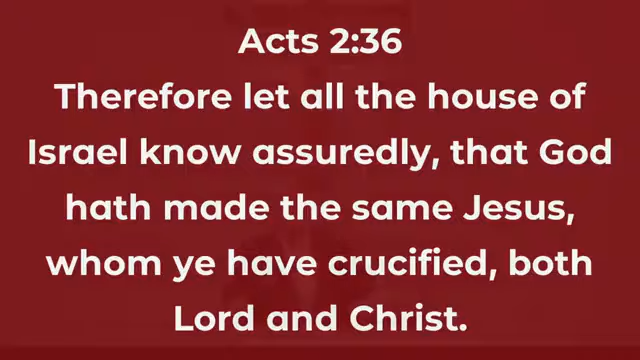 Acts 2:36
Therefore let all the house of
Israel know assuredly, that God
hath made the same Jesus,
whom ye have crucified, both
Lord and Christ.